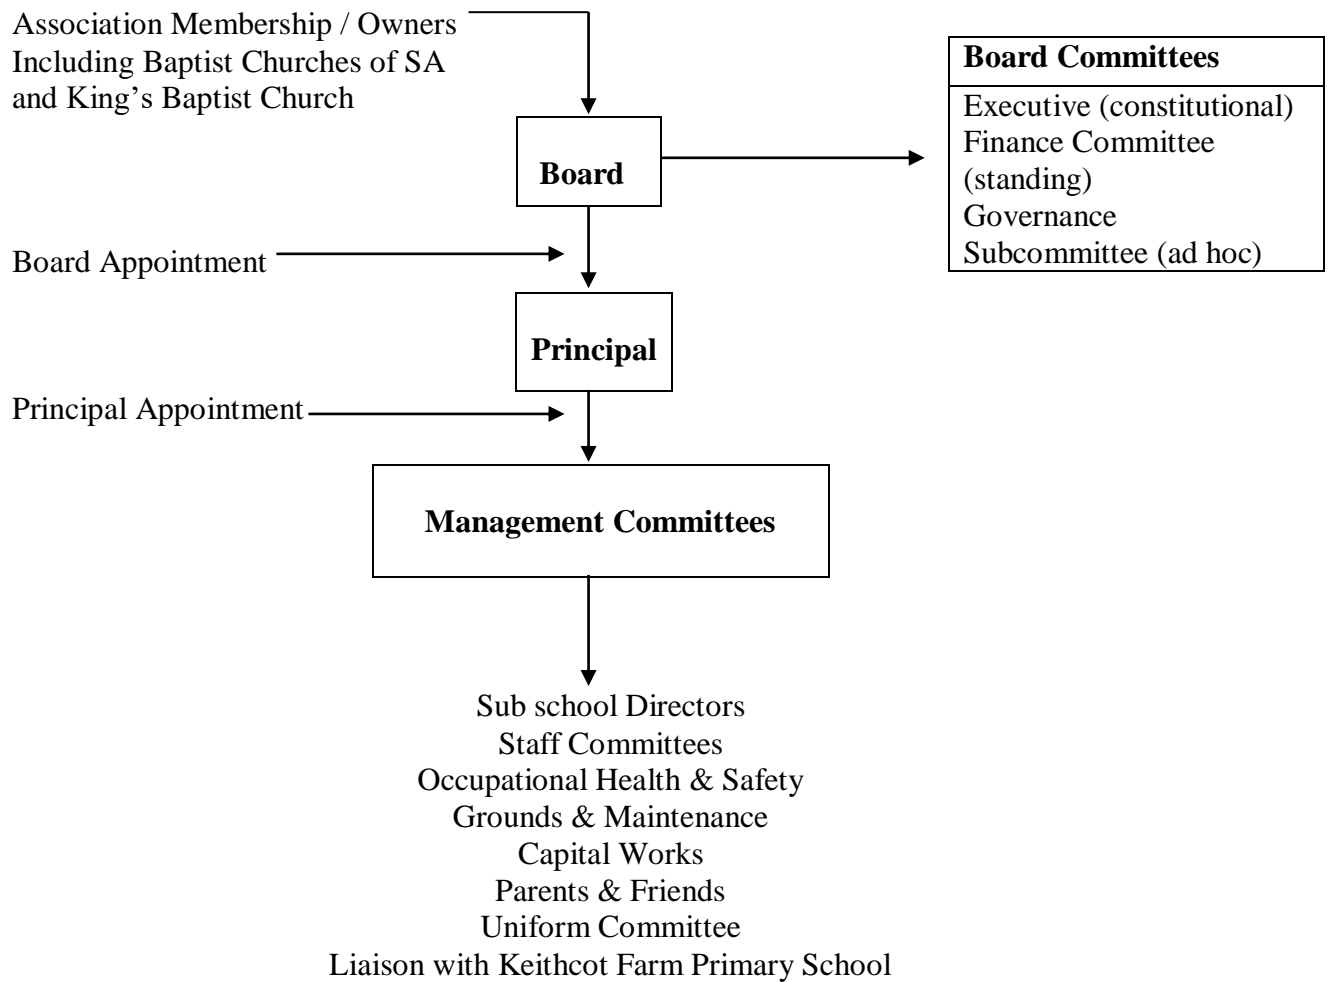 Association Membership / Owners
Including Baptist Churches of SA
and King's Baptist Church
Board Committees
Executive (constitutional)
Finance Committee
(standing)
Governance
Subcommittee (ad hoc)
Board
Board Appointment
Principal
Principal Appointment
Management Committees
Sub school Directors
Staff Committees
Occupational Health & Safety
Grounds & Maintenance
Capital Works
Parents & Friends
Uniform Committee
Liaison with Keithcot Farm Primary School